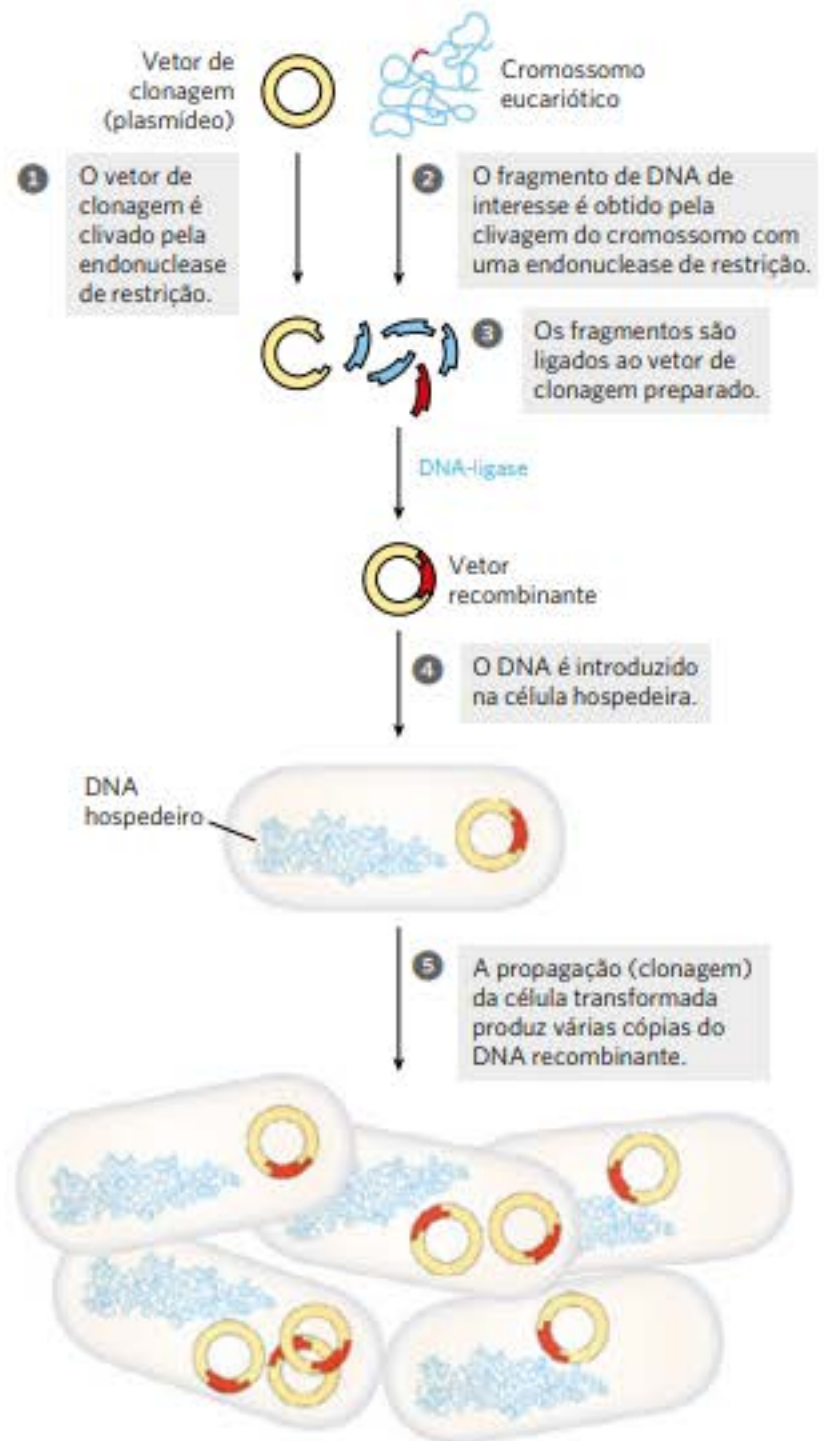 Vetor de
clonagem
(plasmídeo)
Cromossomo
eucariótico
1
O vetor de
clonagem é
clivado pela
endonuclease
de restrição.
2
O fragmento de DNA de
interesse é obtido pela
clivagem do cromossomo com
uma endonuclease de restrição.
3
Os fragmentos são
ligados ao vetor de
clonagem preparado.
DNA-ligase
Vetor
recombinante
4
O DNA é introduzido
na célula hospedeira.
DNA
hospedeiro
5
A propagação (clonagem)
da célula transformada
produz várias cópias do
DNA recombinante.